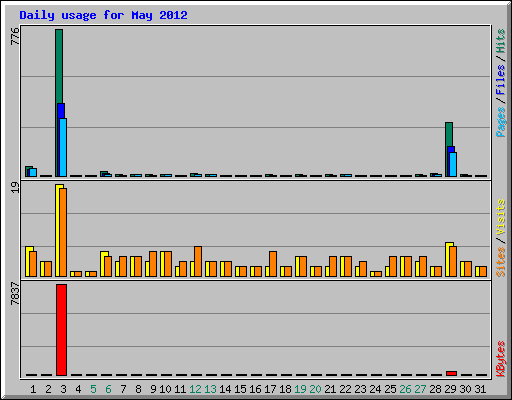 Daily usage for May 2012
776
Pages / Files / Hits
19
Sites / Visits
7837
KBytes
1 2 3 4 5 6 7 8 9 10 11 12 13 14 15 16 17 18 19 20 21 22 23 24 25 26 27 28 29 30 31